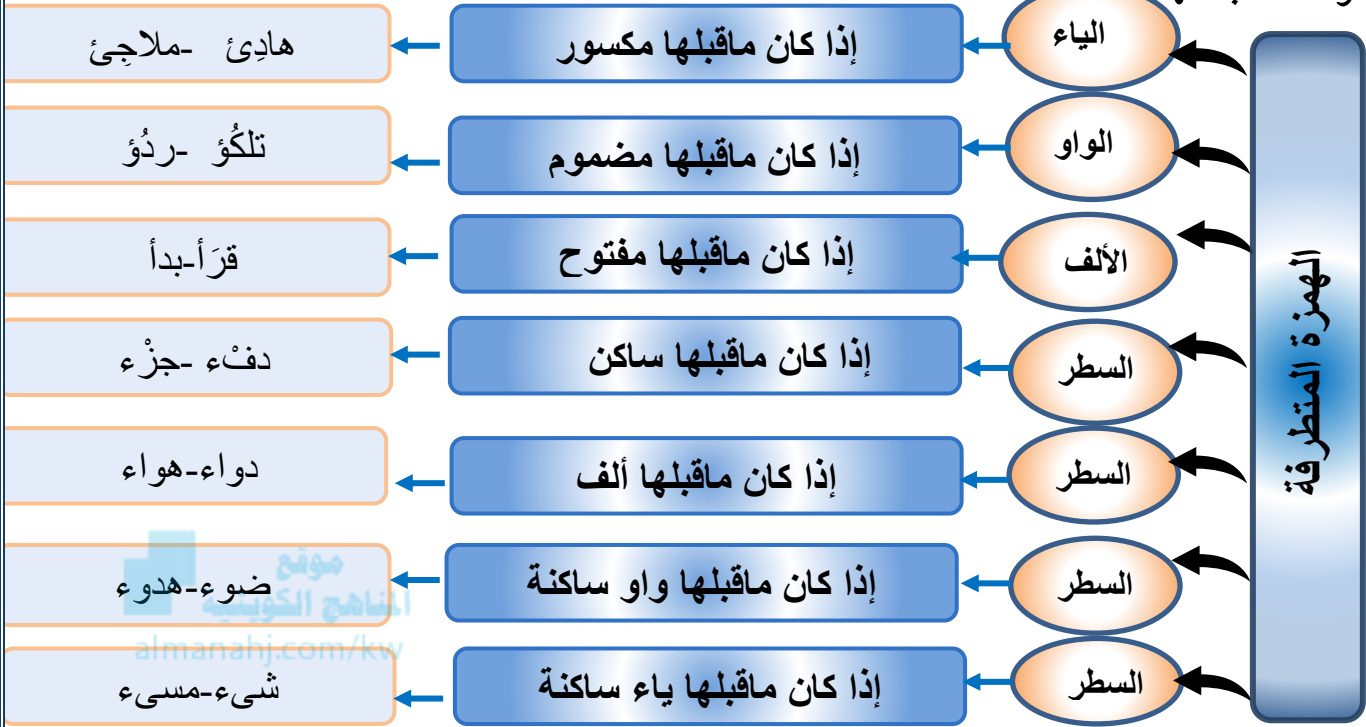 الهمزة المتطرفة
الياء
إذا كان ماقبلها مكسور
هادِئ -ملاجِئ
الواو
إذا كان ماقبلها مضموم
تلكُؤ -ردُؤ
الألف
إذا كان ماقبلها مفتوح
قرَأ-بدأ
السطر
إذا كان ماقبلها ساكن
دفْء -جزْء
السطر
إذا كان ماقبلها ألف
دواء-هواء
السطر
إذا كان ماقبلها واو ساكنة
ضوء-هدوء
السطر
إذا كان ماقبلها ياء ساكنة
شىء-مسىء
موقع
المناهج الكويتية
almanahj.com/kw